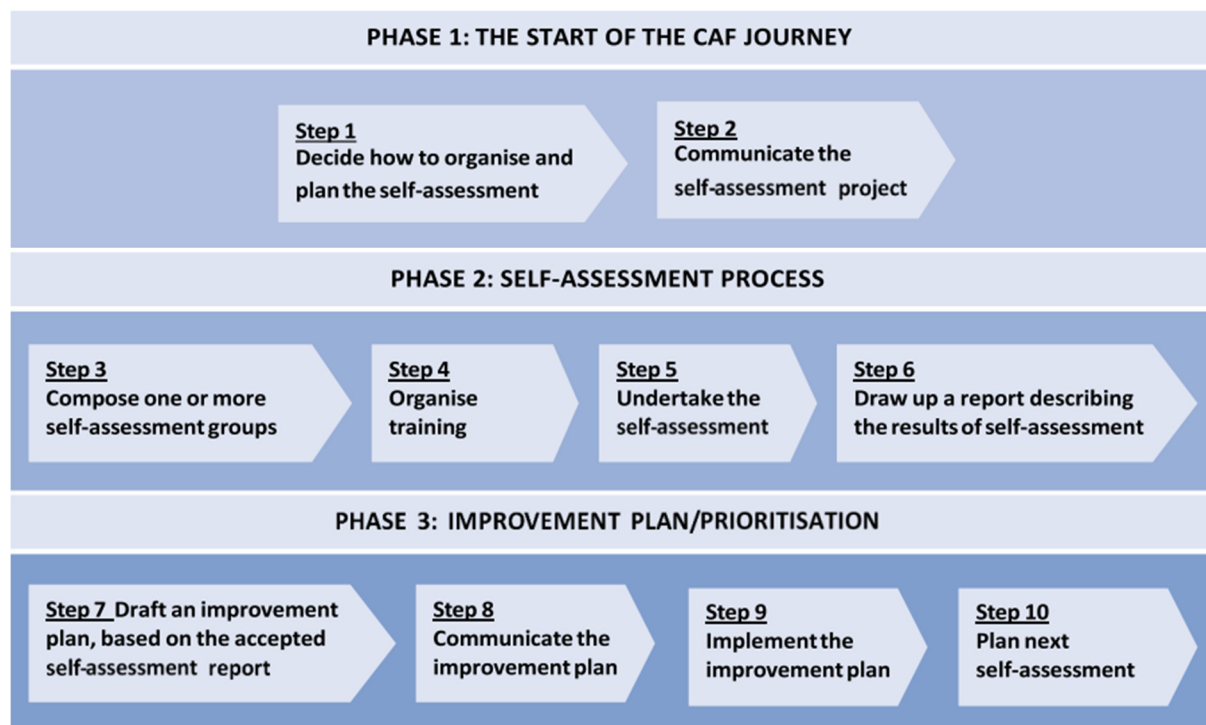 PHASE 1: THE START OF THE CAF JOURNEY
Step 1
Decide how to organise and
plan the self-assessment
Step 2
Communicate the
self-assessment project
PHASE 2: SELF-ASSESSMENT PROCESS
Step 3
Compose one or more
self-assessment groups
Step 4
Organise
training
Step 5
Undertake the
self-assessment
Step 6
Draw up a report describing
the results of self-assessment
PHASE 3: IMPROVEMENT PLAN/PRIORITISATION
Step 7 Draft an improvement
plan, based on the accepted
self-assessment report
Step 8
Communicate the
improvement plan
Step 9
Implement the
improvement plan
Step 10
Plan next
self-assessment